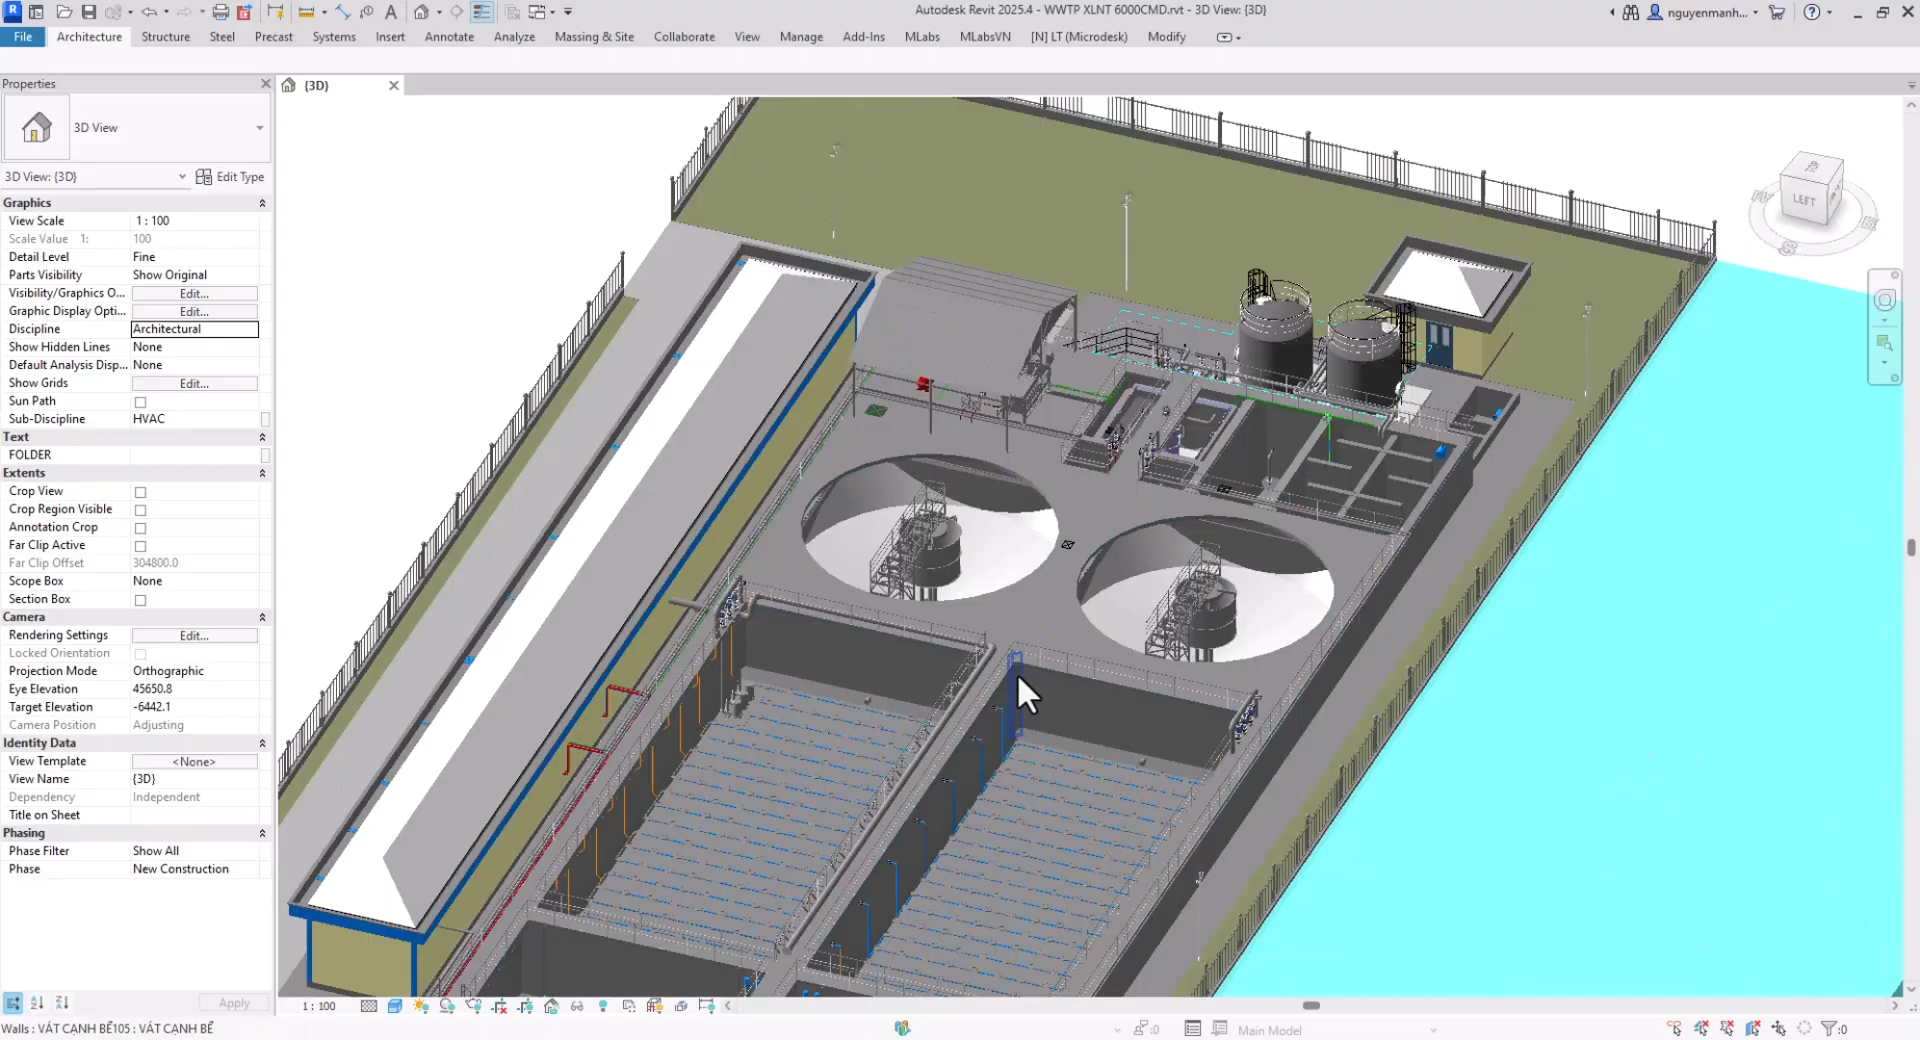 Autodesk Revit 2025.4 - WWTP XLNT 6000CMD.rvt - 3D View: {3D}
nguyenmanh...
File Architecture Structure Steel Precast Systems Insert Annotate Analyze Massing & Site Collaborate View Manage Add-Ins MLabs MLabsVN [N] LT (Microdesk) Modify
Properties
{3D}
3D View
3D View: {3D}
Edit Type
Graphics
View Scale 1 : 100
Scale Value 1: 100
Detail Level Fine
Parts Visibility Show Original
Visibility/Graphics O... Edit...
Graphic Display Opti... Edit...
Discipline Architectural
Show Hidden Lines None
Default Analysis Disp... None
Show Grids Edit...
Sun Path
Sub-Discipline HVAC
Text
FOLDER
Extents
Crop View
Crop Region Visible
Annotation Crop
Far Clip Active
Far Clip Offset 304800.0
Scope Box None
Section Box
Camera
Rendering Settings Edit...
Locked Orientation
Projection Mode Orthographic
Eye Elevation 45650.8
Target Elevation -6442.1
Camera Position Adjusting
Identity Data
View Template <None>
View Name {3D}
Dependency Independent
Title on Sheet
Phasing
Phase Filter Show All
Phase New Construction
Apply
LEFT
1 : 100
Walls : VÁT CẠNH BỂ105 : VÁT CẠNH BỂ
:0
Main Model
:0